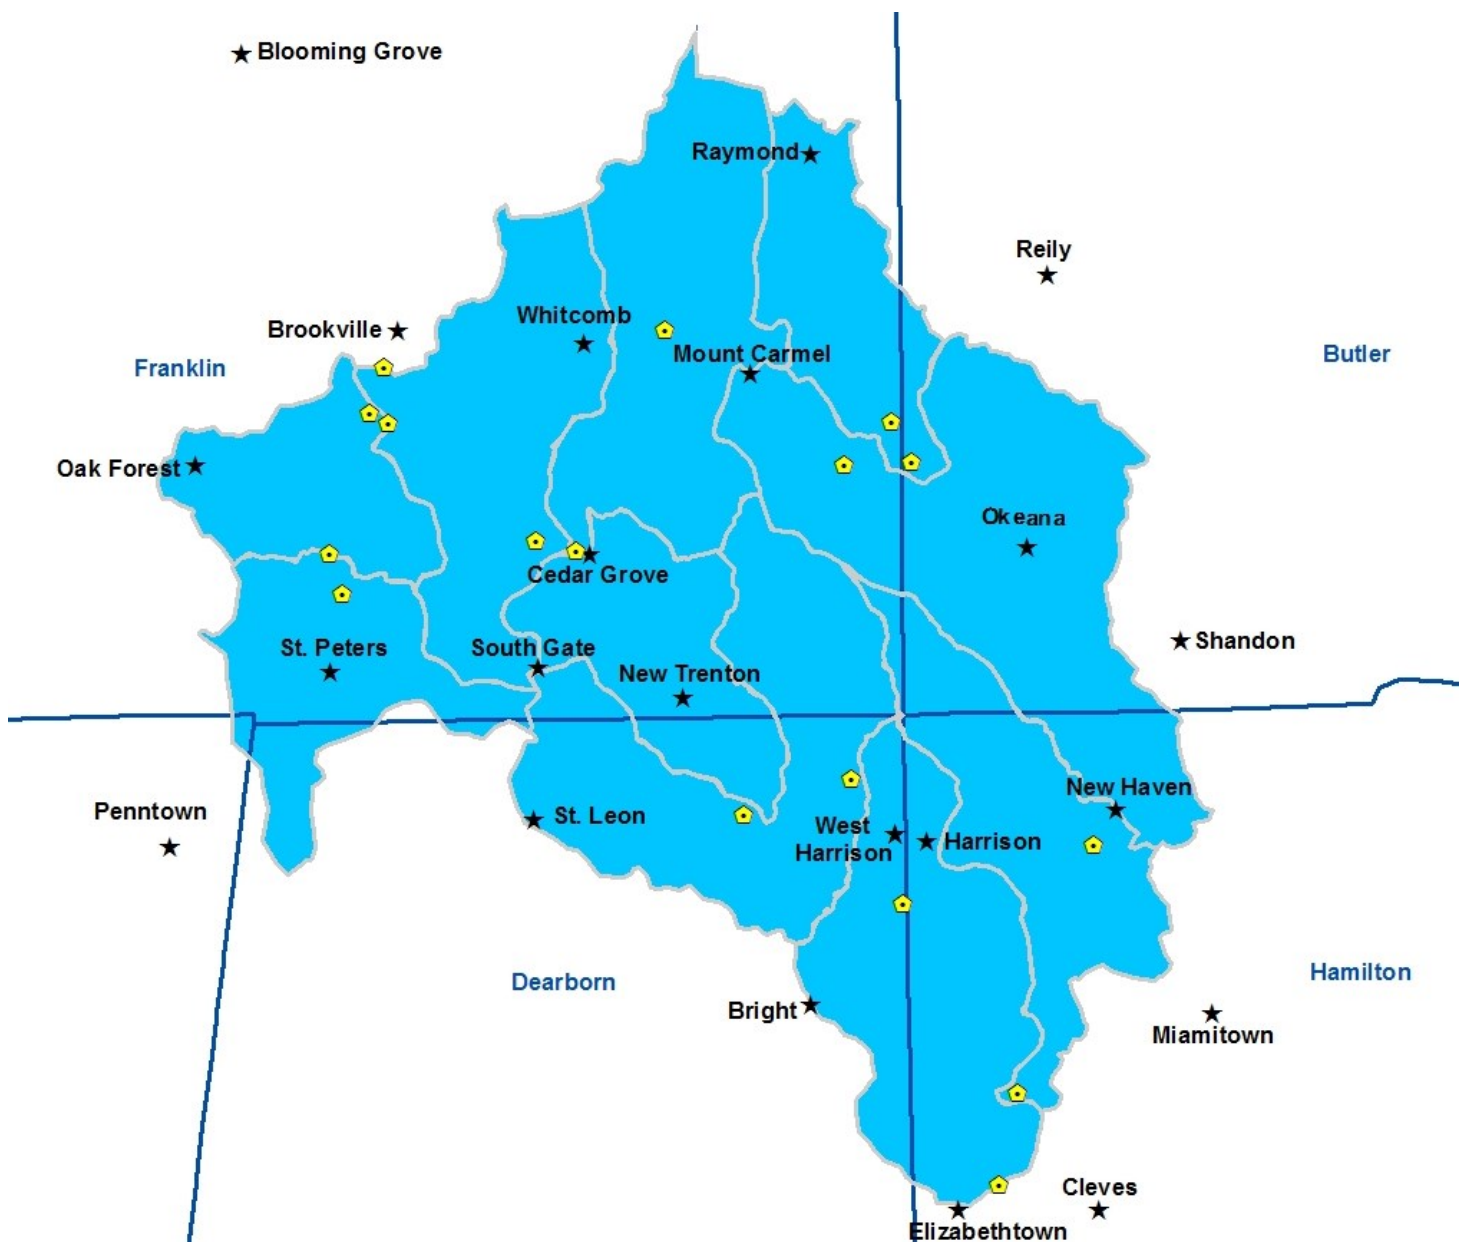 Blooming Grove
Raymond
Reily
Whitcomb
Brookville
Mount Carmel
Franklin
Butler
Oak Forest
Okeana
Cedar Grove
Shandon
St. Peters
South Gate
New Trenton
New Haven
Penntown
St. Leon
West
Harrison
Harrison
Dearborn
Hamilton
Bright
Miamitown
Cleves
Elizabethtown